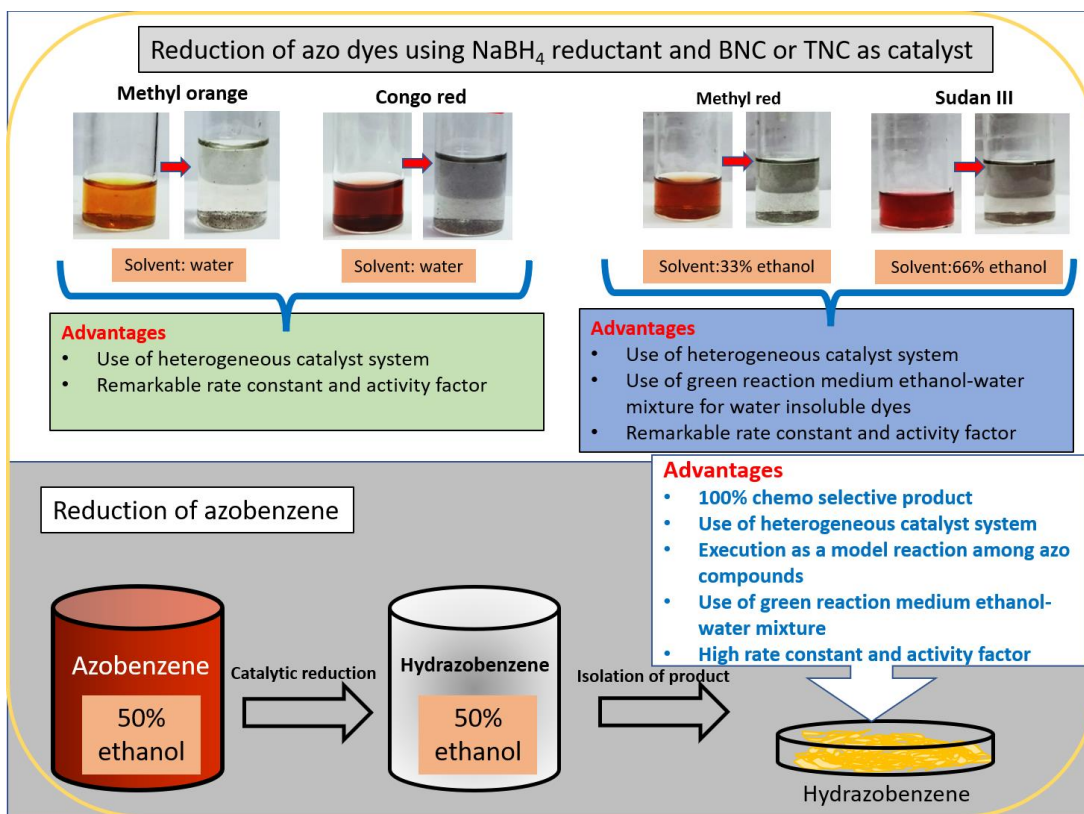 Reduction of azo dyes using NaBH₄ reductant and BNC or TNC as catalyst
Methyl orange
Congo red
Methyl red
Sudan III
Solvent: water
Solvent: water
Solvent:33% ethanol
Solvent:66% ethanol
Advantages
• Use of heterogeneous catalyst system
• Remarkable rate constant and activity factor
Advantages
• Use of heterogeneous catalyst system
• Use of green reaction medium ethanol-water
mixture for water insoluble dyes
• Remarkable rate constant and activity factor
Reduction of azobenzene
Advantages
• 100% chemo selective product
• Use of heterogeneous catalyst system
• Execution as a model reaction among azo
compounds
• Use of green reaction medium ethanol-
water mixture
• High rate constant and activity factor
Azobenzene
50%
ethanol
Catalytic reduction
Hydrazobenzene
50%
ethanol
Isolation of product
Hydrazobenzene